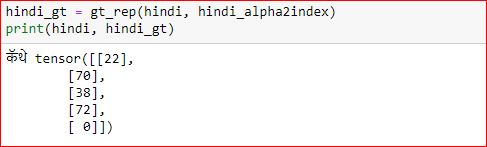 hindi_gt = gt_rep(hindi, hindi_alpha2index)
print(hindi, hindi_gt)
कॅथे tensor([[22],
        [70],
        [38],
        [72],
        [ 0]])